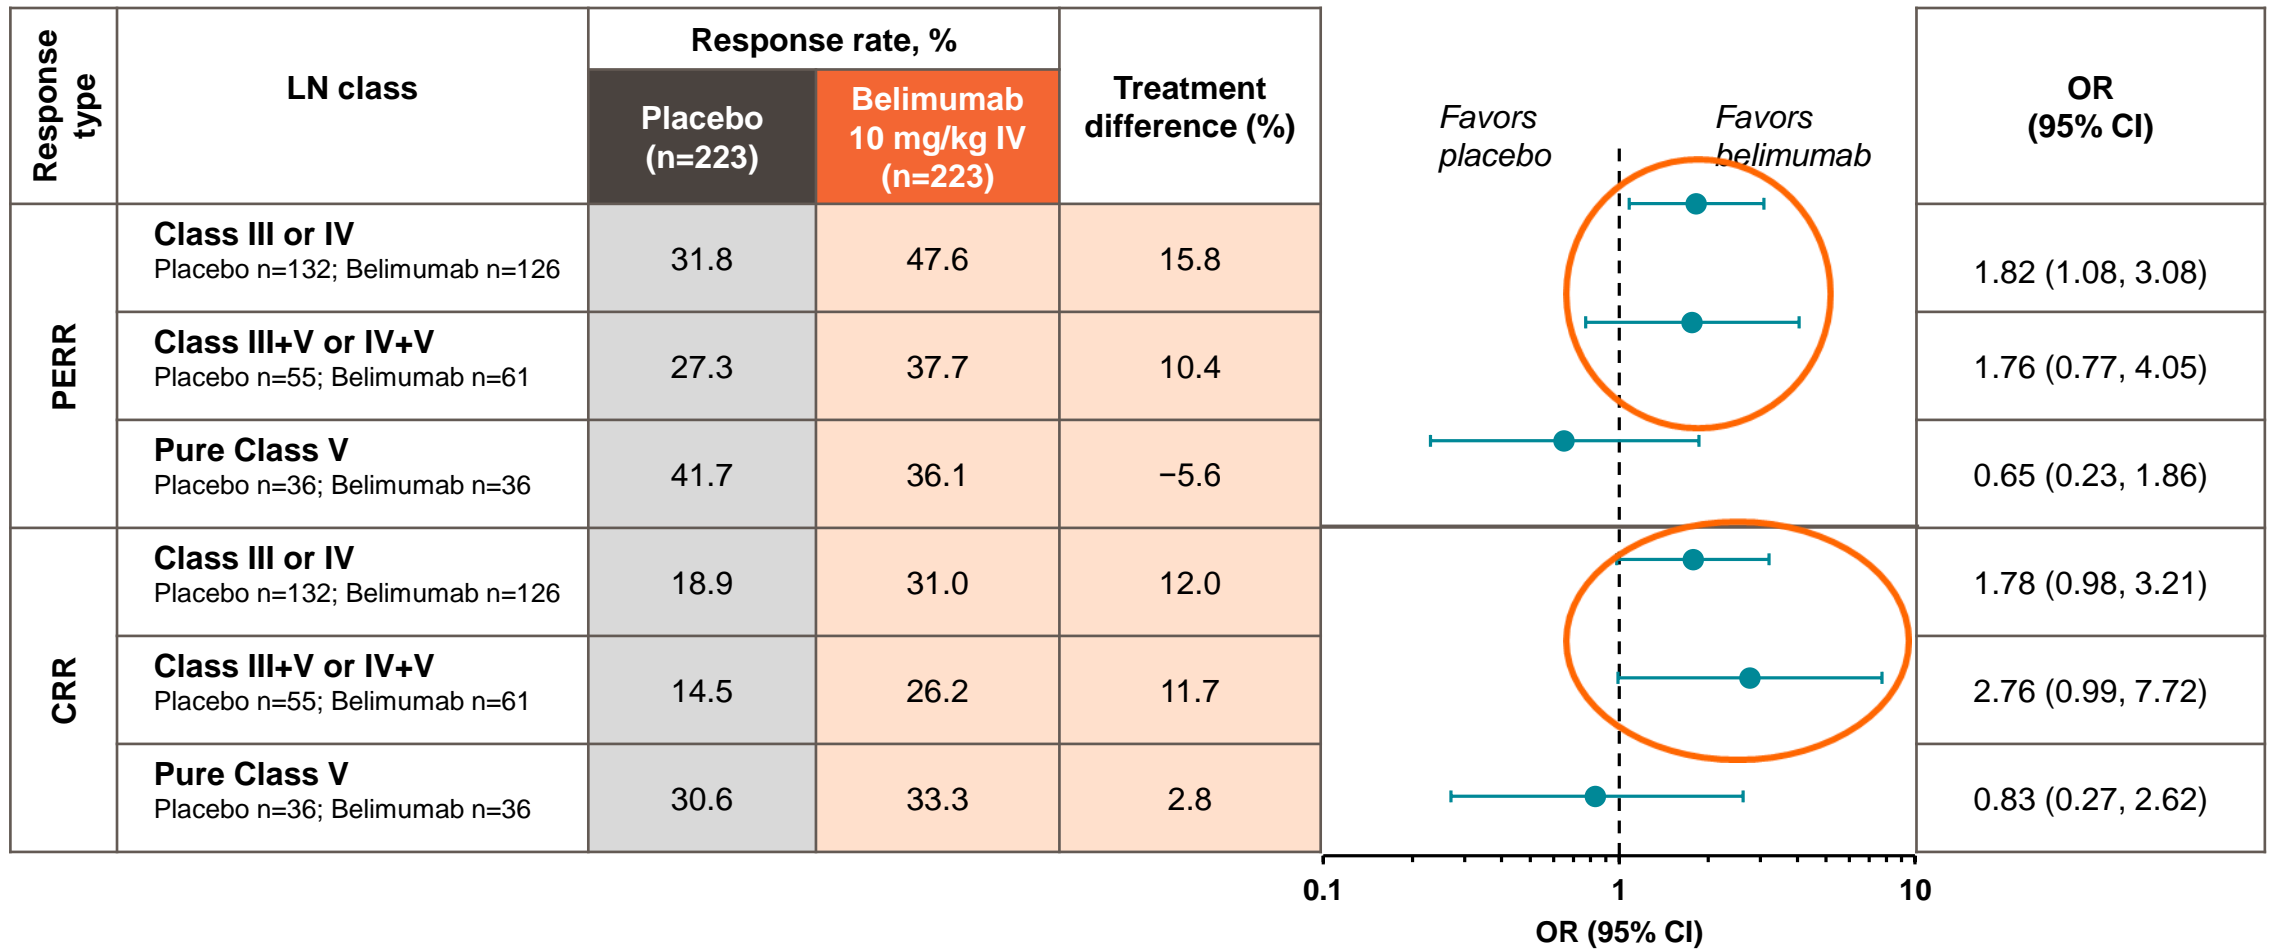 Response
type
LN class
Response rate, %
Placebo
(n=223)
Belimumab
10 mg/kg IV
(n=223)
Treatment
difference (%)
Favors
placebo
Favors
belimumab
OR
(95% CI)
PERR
Class III or IV
Placebo n=132; Belimumab n=126
31.8
47.6
15.8
1.82 (1.08, 3.08)
Class III+V or IV+V
Placebo n=55; Belimumab n=61
27.3
37.7
10.4
1.76 (0.77, 4.05)
Pure Class V
Placebo n=36; Belimumab n=36
41.7
36.1
−5.6
0.65 (0.23, 1.86)
CRR
Class III or IV
Placebo n=132; Belimumab n=126
18.9
31.0
12.0
1.78 (0.98, 3.21)
Class III+V or IV+V
Placebo n=55; Belimumab n=61
14.5
26.2
11.7
2.76 (0.99, 7.72)
Pure Class V
Placebo n=36; Belimumab n=36
30.6
33.3
2.8
0.83 (0.27, 2.62)
0.1
1
10
OR (95% CI)